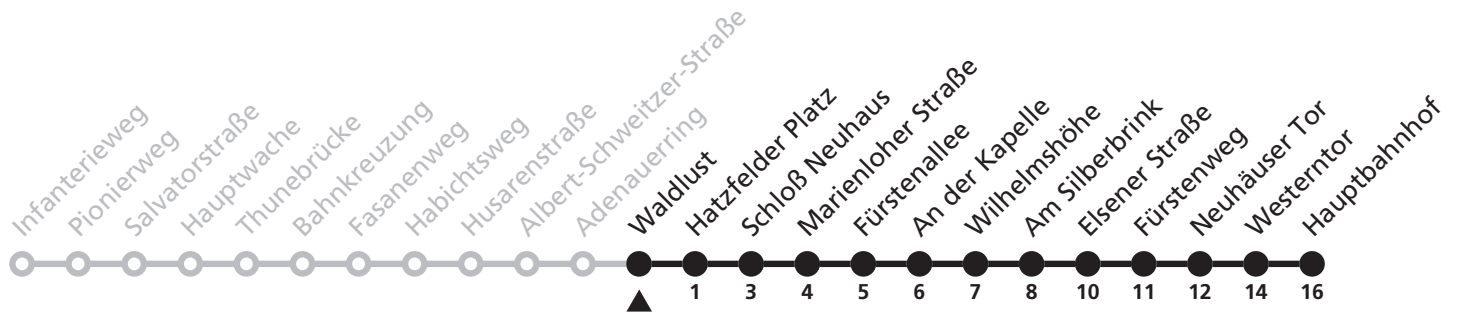 Infanterieweg
Pionierweg
Salvatorstraße
Hauptwache
Thunebrücke
Bahnkreuzung
Fasanenweg
Habichtsweg
Husarenstraße
Albert-Schweitzer-Straße
Adenauerring
Waldlust
Hatzfelder Platz
Schloß Neuhaus
Marienloher Straße
Fürstenallee
An der Kapelle
Wilhelmshöhe
Am Silberbrink
Elsener Straße
Fürstenweg
Neuhäuser Tor
Westerntor
Hauptbahnhof
1 3 4 5 6 7 8 10 11 12 14 16